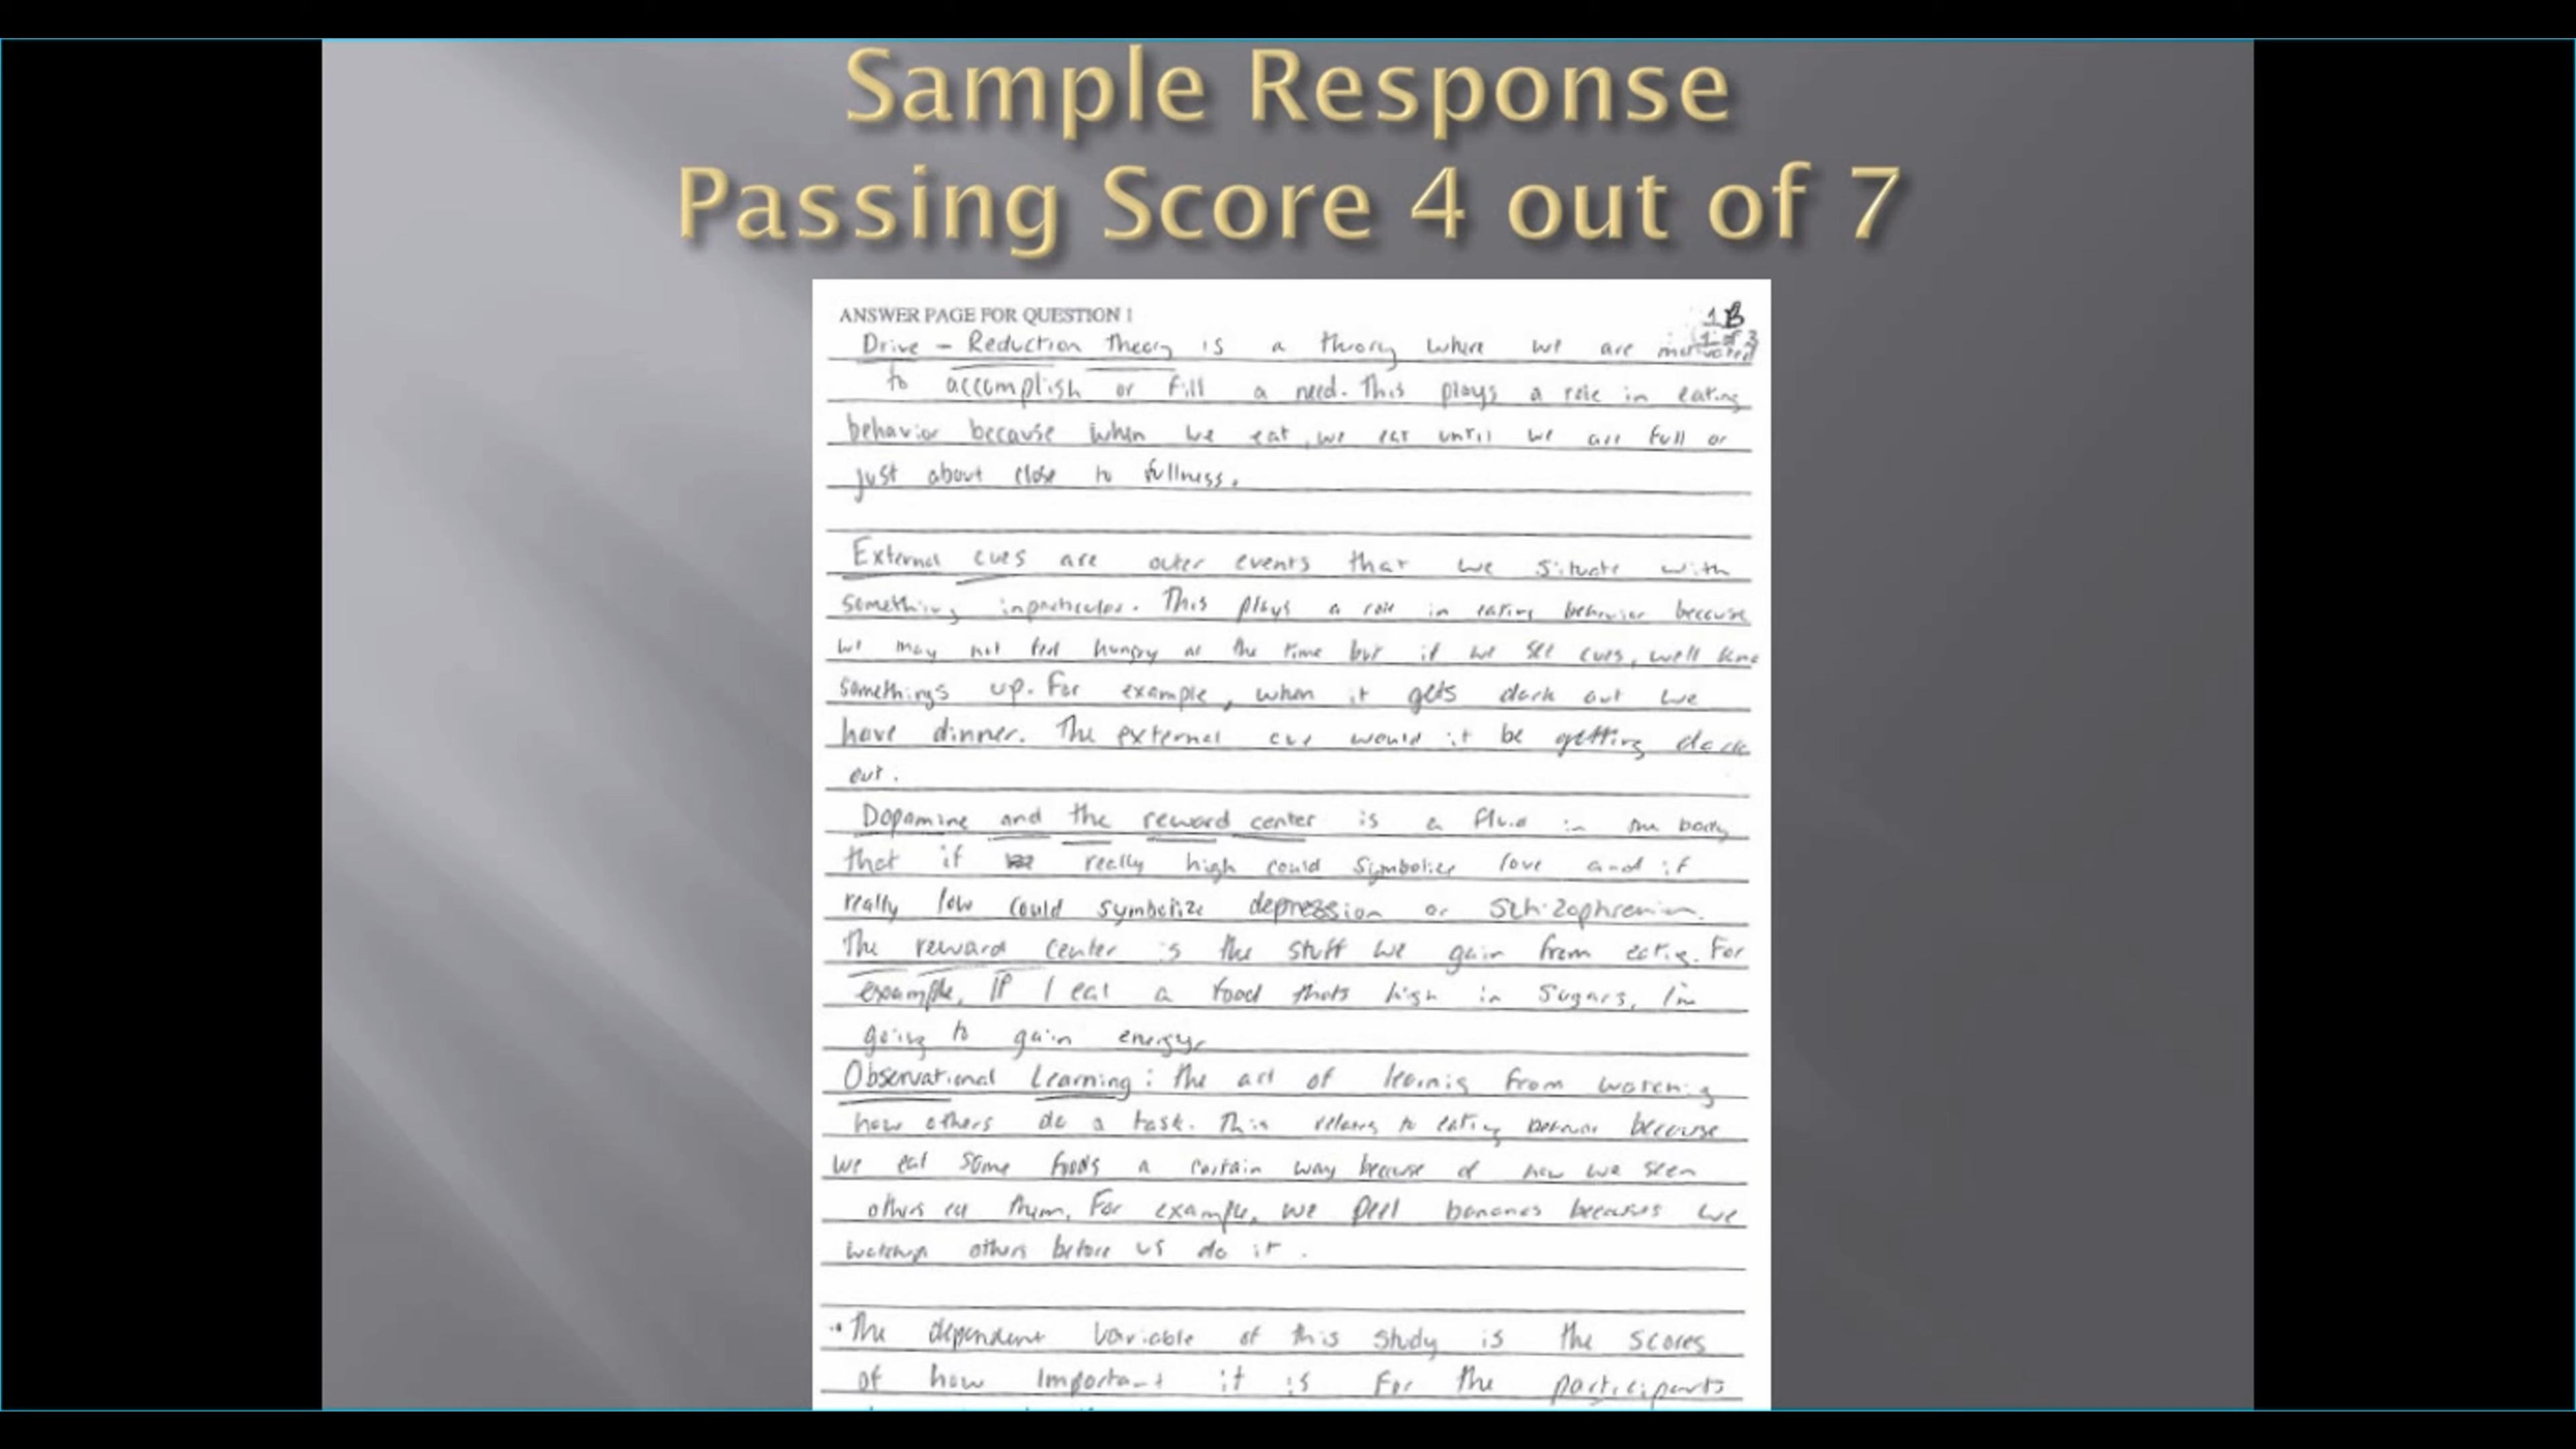 Sample Response
Passing Score 4 out of 7
ANSWER PAGE FOR QUESTION 1
1B
Drive - Reduction Theory is a theory where we are motivated
to accomplish or fill a need. This plays a role in eating
behavior because when we eat, we eat until we are full or
just about close to fullness.
External cues are outer events that we situate with
something inparticular. This plays a role in eating behavior because
we may not feel hungry at the time but if we see cues, we'll know
somethings up. For example, when it gets dark out we
have dinner. The external cue would it be getting dark
out.
Dopamine and the reward center is a fluid in the body
that if really high could symbolize love and if
really low could symbolize depression or schizophrenia.
The reward center is the stuff we gain from eating. For
example, If I eat a food thats high in sugars, I'm
going to gain energy.
Observational Learning: The act of learning from watching
how others do a task. This relates to eating behavior because
we eat some foods a certain way because of how we seen
others eat them. For example, we peel bananas because we
others before us do it.
The dependent variable of this study is the scores
of how important it is for the participants